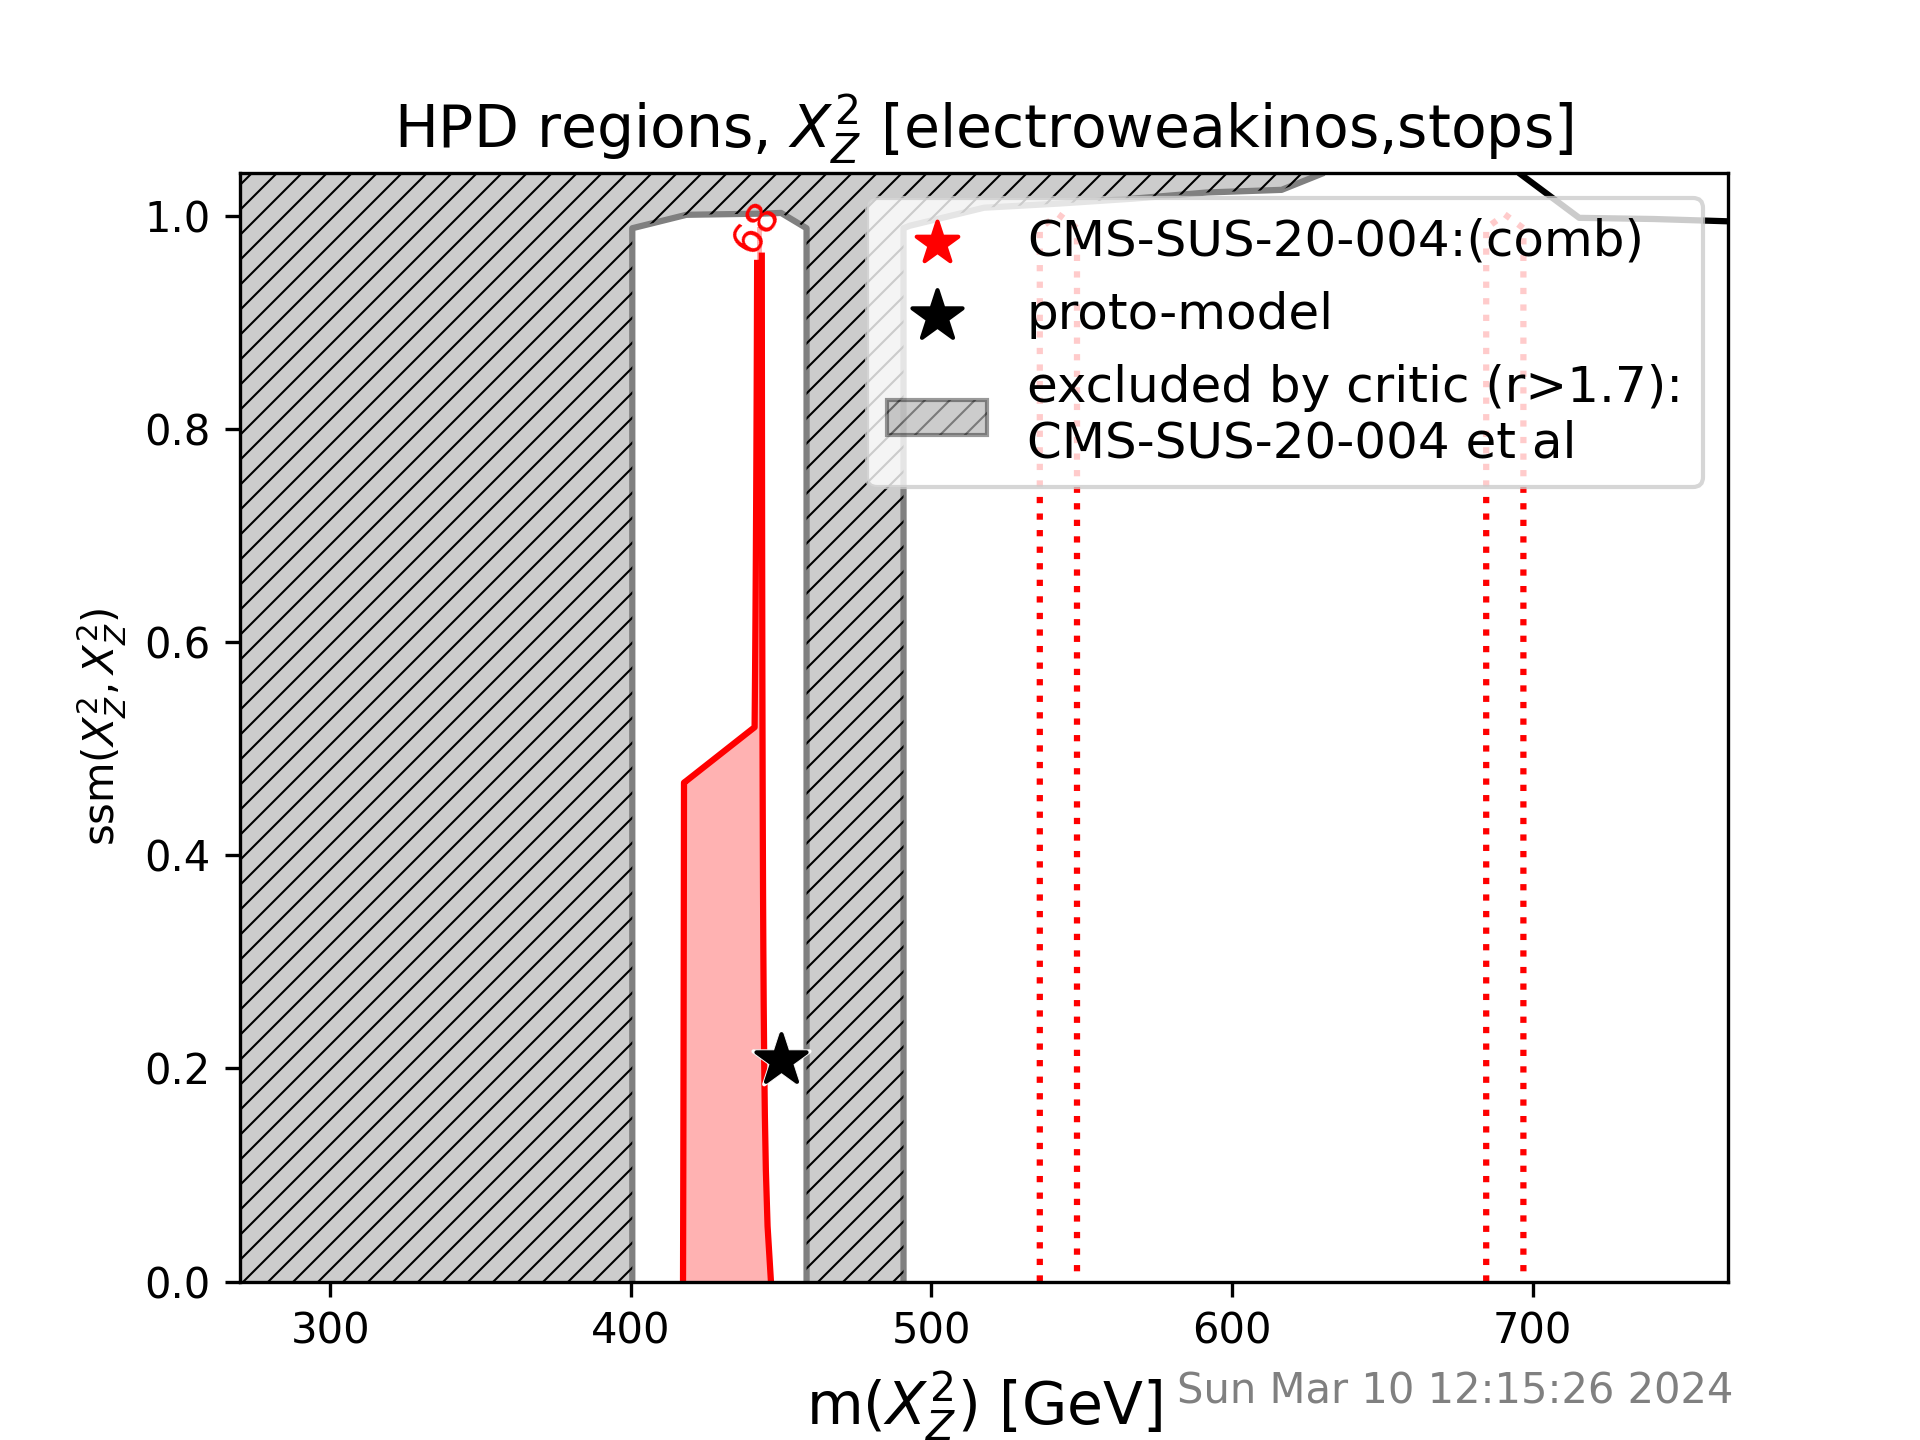 HPD regions, $X_Z^2$ [electroweakinos,stops]
1.0
0.8
0.6
0.4
0.2
0.0
ssm($X_Z^2$, $X_Z^2$)
68
CMS-SUS-20-004:(comb)
proto-model
excluded by critic (r>1.7):
CMS-SUS-20-004 et al
300 400 500 600 700
m($X_Z^2$) [GeV]
Sun Mar 10 12:15:26 2024